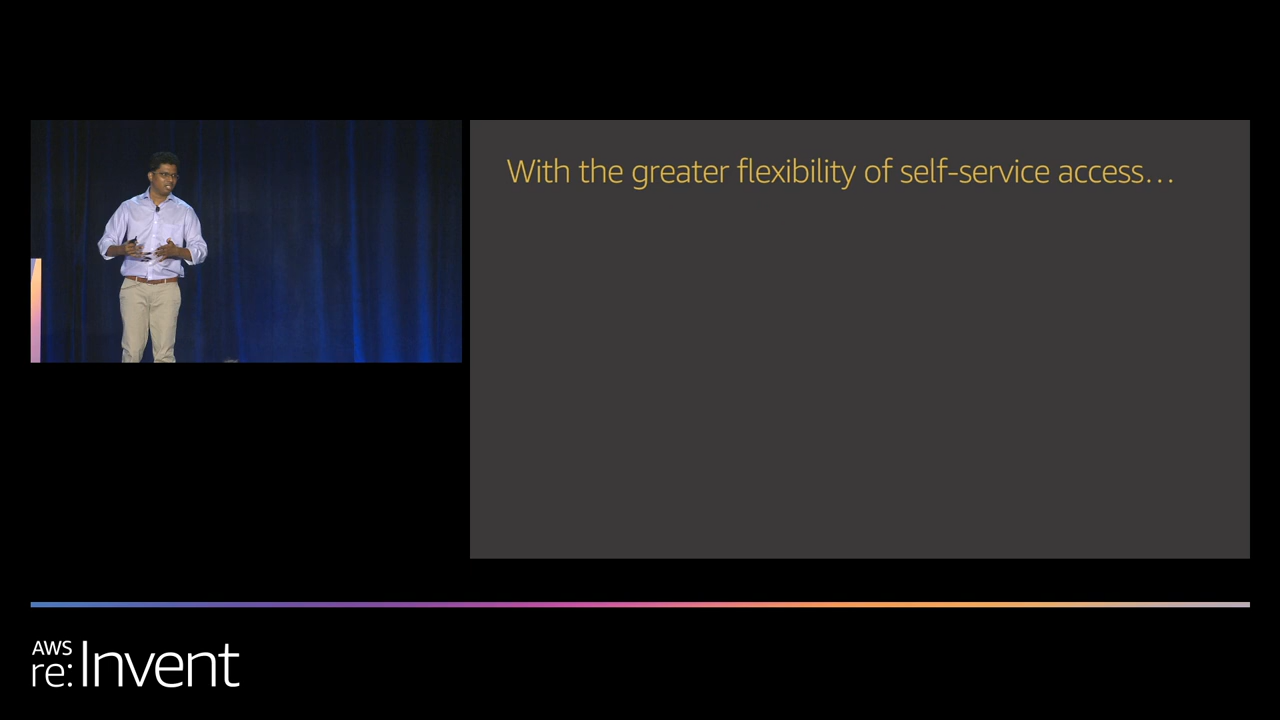 With the greater flexibility of self-service access…
AWS
re:Invent